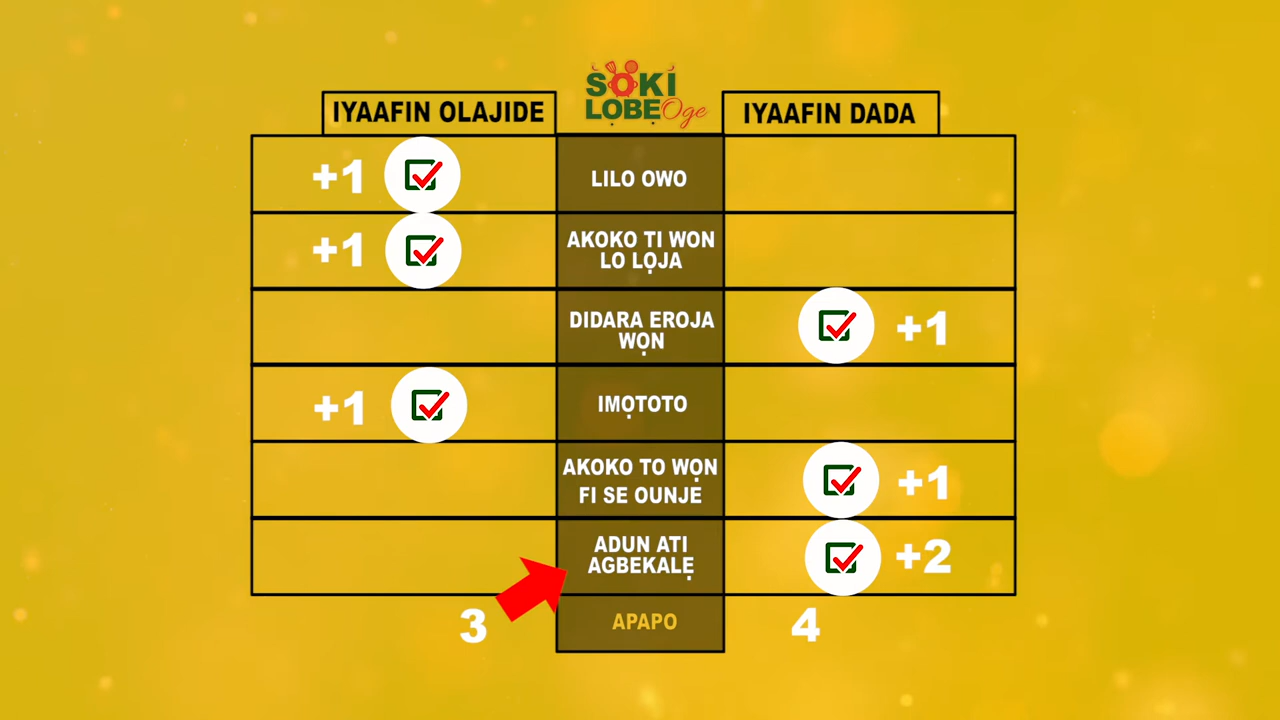 SOKI
LỌBẸ Oge
IYAAFIN OLAJIDE
IYAAFIN DADA
+1
LILO OWO
+1
AKOKO TI WON
LO LỌJA
DIDARA EROJA
WỌN
+1
+1
IMỌTOTO
AKOKO TO WỌN
FI SE OUNJE
+1
ADUN ATI
AGBEKALẸ
+2
3
APAPO
4